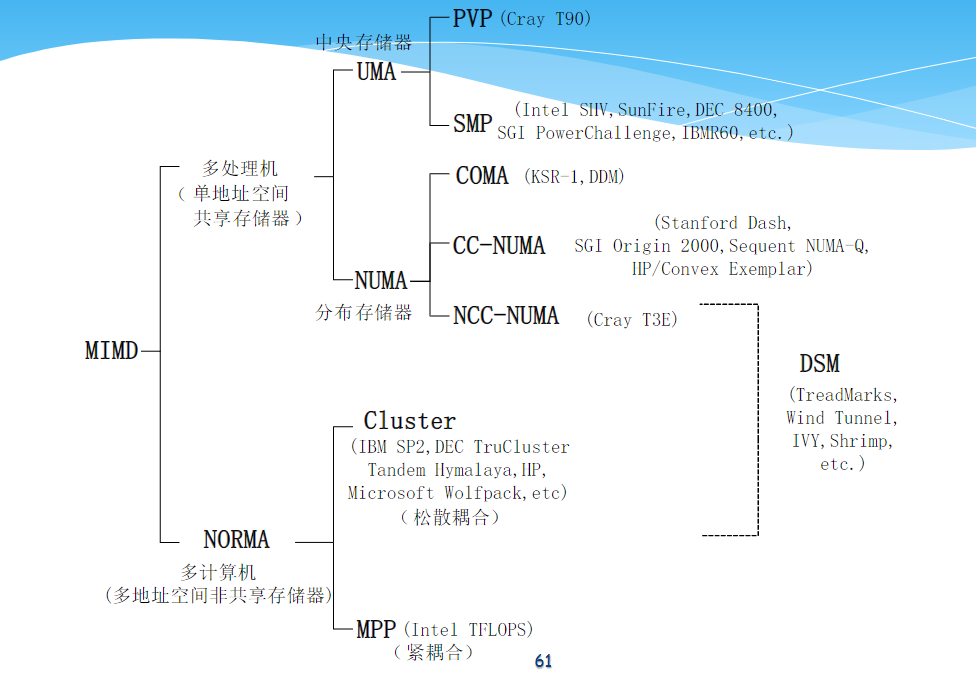 PVP (Cray T90)
中央存储器
UMA
(Intel SHV,SunFire,DEC 8400,
SMP SGI PowerChallenge,IBMR60,etc.)
多处理机
（单地址空间
共享存储器）
COMA (KSR-1,DDM)
(Stanford Dash,
CC-NUMA SGI Origin 2000,Sequent NUMA-Q,
HP/Convex Exemplar)
NUMA
分布存储器
NCC-NUMA (Cray T3E)
MIMD
DSM
(TreadMarks,
Wind Tunnel,
IVY,Shrimp,
etc.)
Cluster
(IBM SP2,DEC TruCluster
Tandem Hymalaya,HP,
Microsoft Wolfpack,etc)
（松散耦合）
NORMA
多计算机
(多地址空间非共享存储器)
MPP (Intel TFLOPS)
（紧耦合）
61